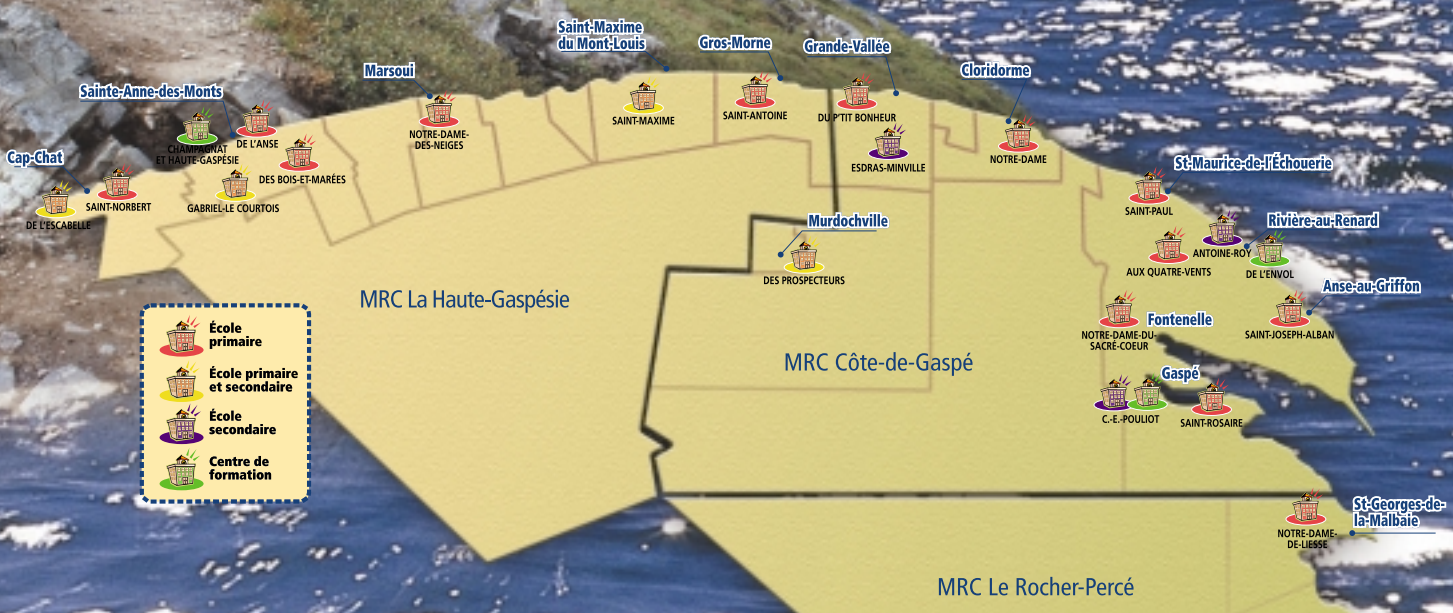 Saint-Maxime
du Mont-Louis
Gros-Morne
Grande-Vallée
Marsoui
Cloridorme
Sainte-Anne-des-Monts
SAINT-MAXIME
SAINT-ANTOINE
DU P'TIT BONHEUR
NOTRE-DAME-
DES-NEIGES
DE L'ANSE
CHAMPAGNAT
ET HAUTE-GASPÉSIE
Cap-Chat
DES BOIS-ET-MARÉES
ESDRAS-MINVILLE
NOTRE-DAME
St-Maurice-de-l'Échouerie
SAINT-NORBERT
GABRIEL-LE COURTOIS
DE L'ESCABELLE
SAINT-PAUL
Murdochville
Rivière-au-Renard
DES PROSPECTEURS
AUX QUATRE-VENTS
ANTOINE-ROY
DE L'ENVOL
Anse-au-Griffon
MRC La Haute-Gaspésie
SAINT-JOSEPH-ALBAN
Fontenelle
NOTRE-DAME-DU-
SACRÉ-COEUR
École
primaire
École primaire
et secondaire
École
secondaire
Centre de
formation
MRC Côte-de-Gaspé
Gaspé
C.-E.-POULIOT
SAINT-ROSAIRE
St-Georges-de-
la-Malbaie
NOTRE-DAME-
DE-LIESSE
MRC Le Rocher-Percé